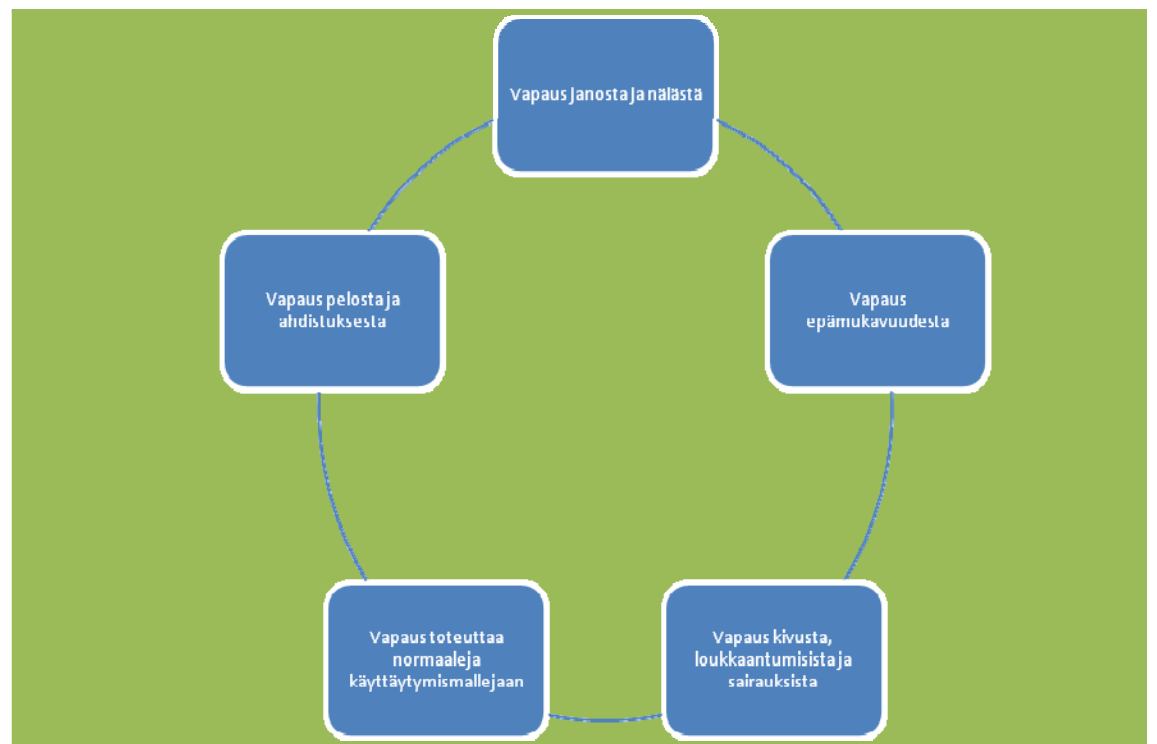 Vapaus janosta ja nälästä
Vapaus pelosta ja
ahdistuksesta
Vapaus
epämukavuudesta
Vapaus toteuttaa
normaaleja
käyttäytymismallejaan
Vapaus kivusta,
loukkaantumisista ja
sairauksista